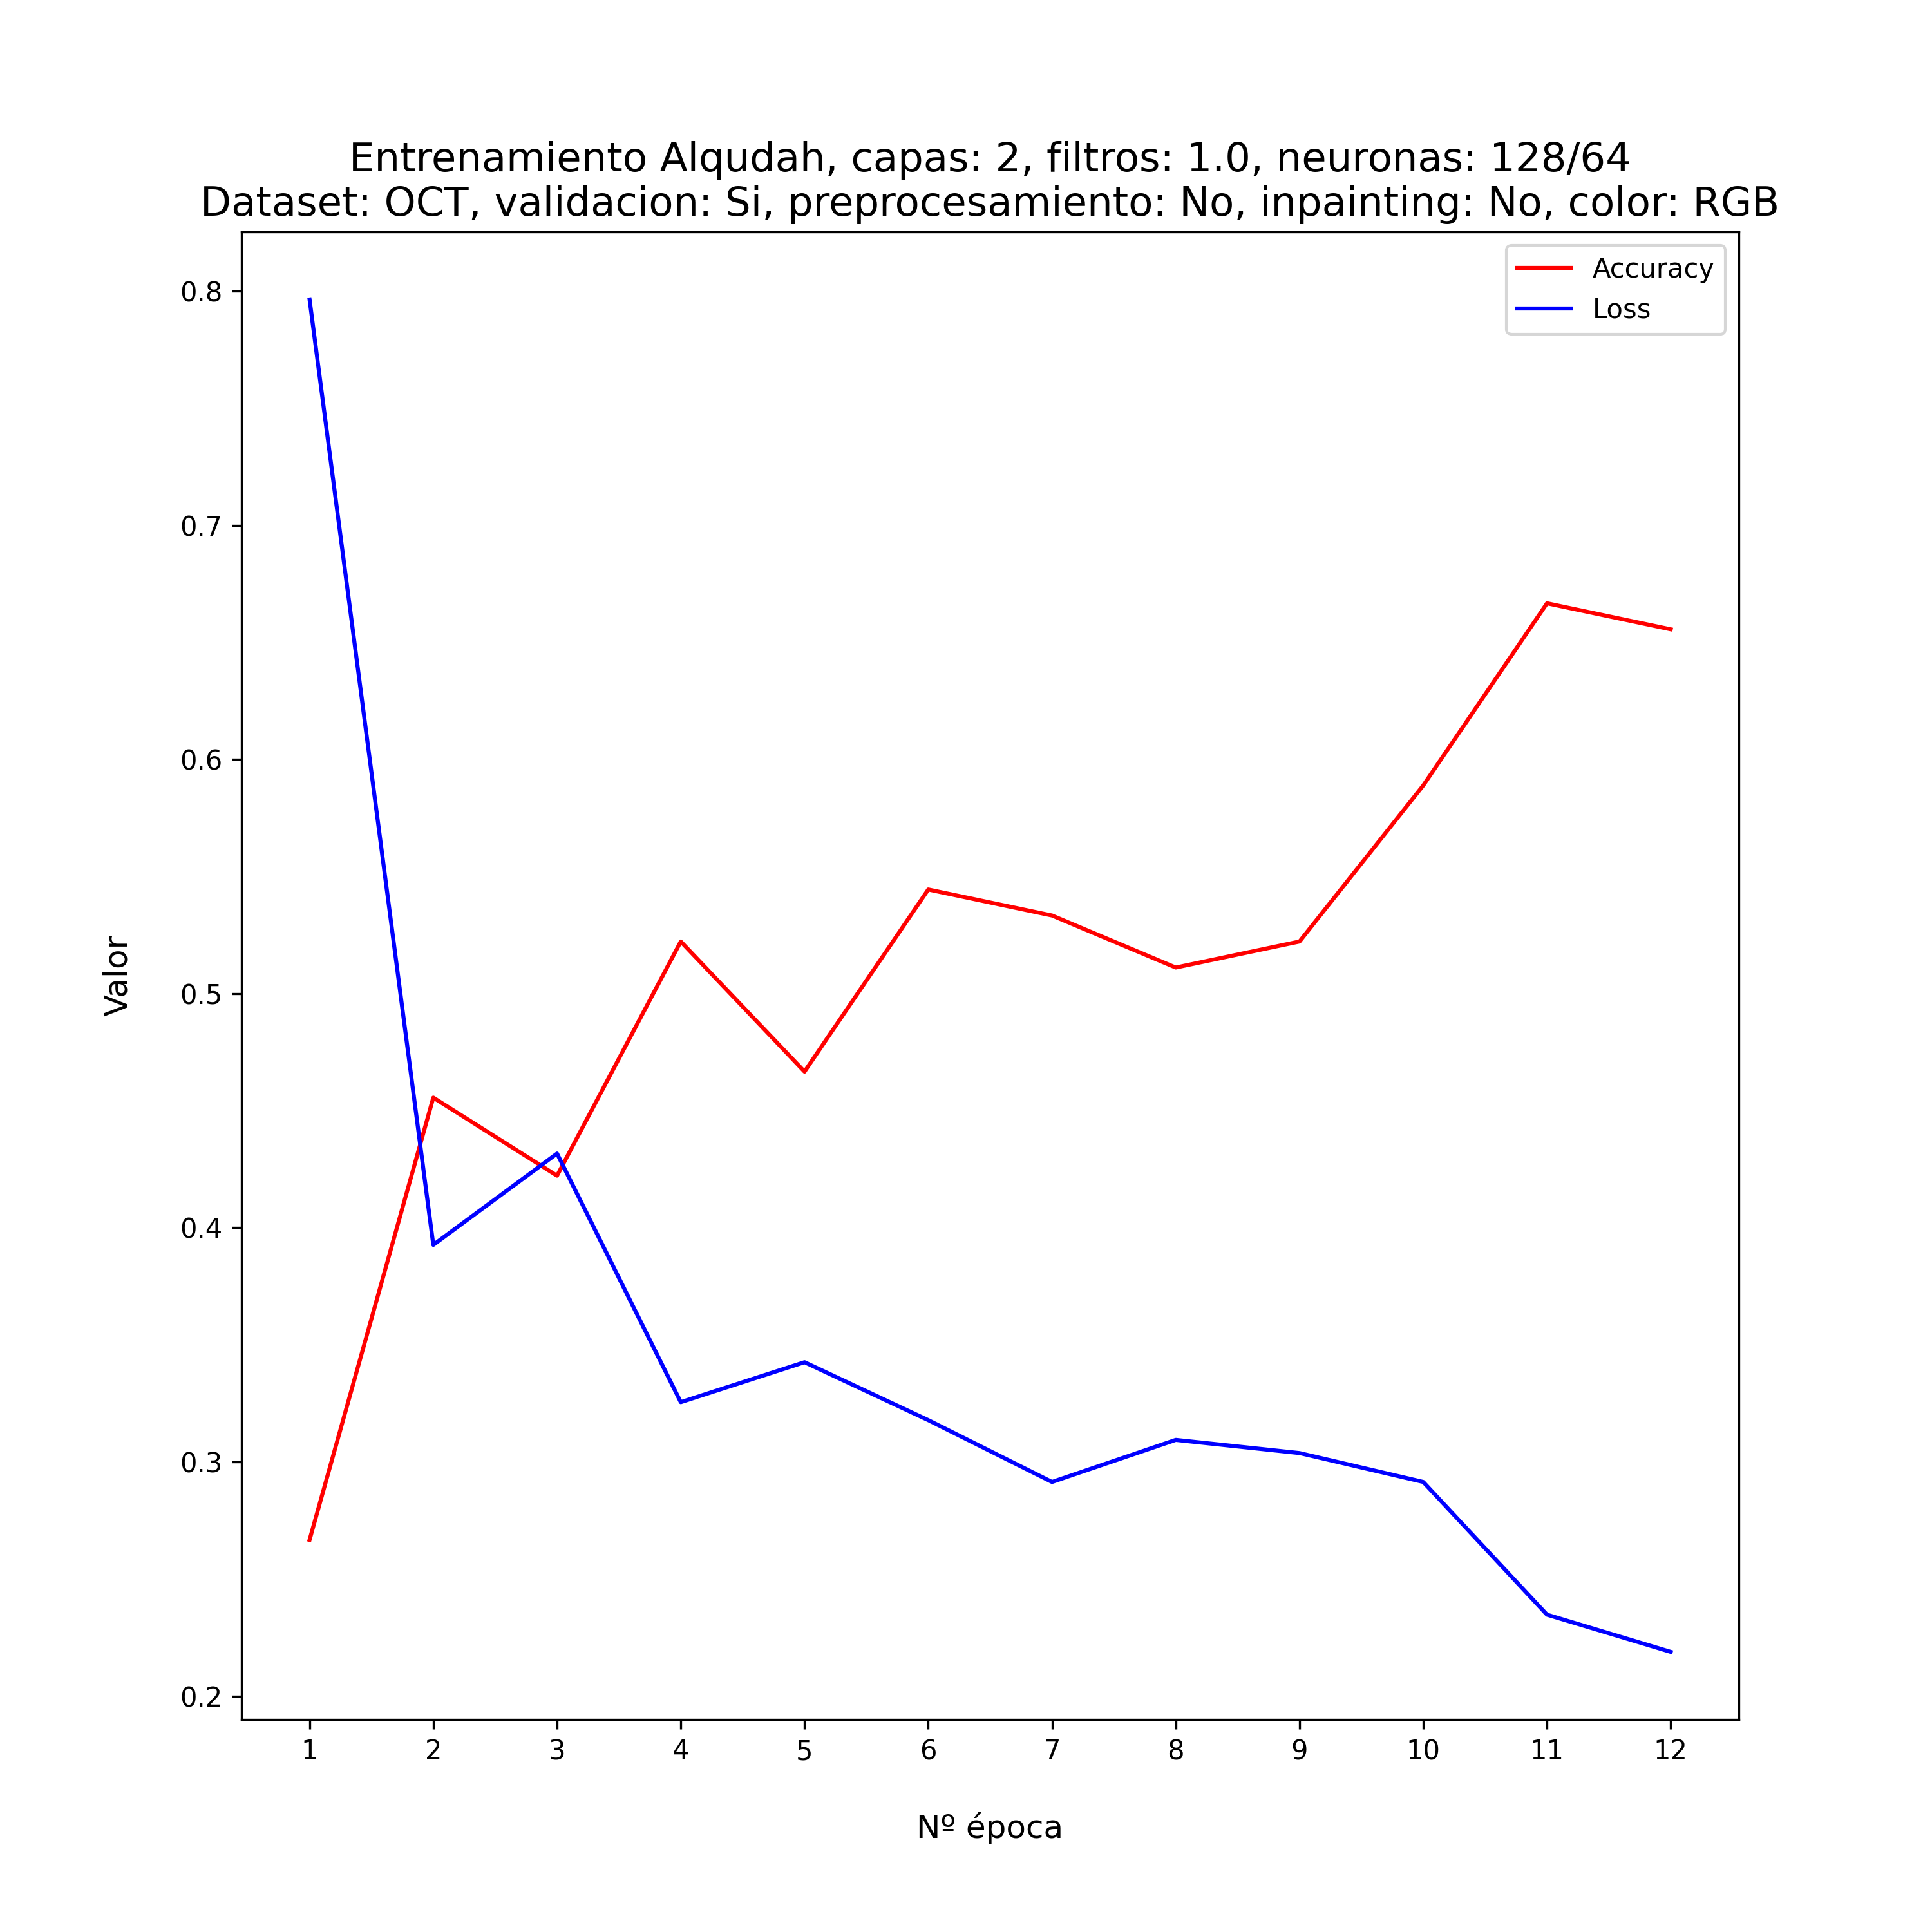 Entrenamiento Alqudah, capas: 2, filtros: 1.0, neuronas: 128/64
Dataset: OCT, validacion: Si, preprocesamiento: No, inpainting: No, color: RGB
Accuracy
Loss
0.8
0.7
0.6
0.5
0.4
0.3
0.2
Valor
1 2 3 4 5 6 7 8 9 10 11 12
Nº época